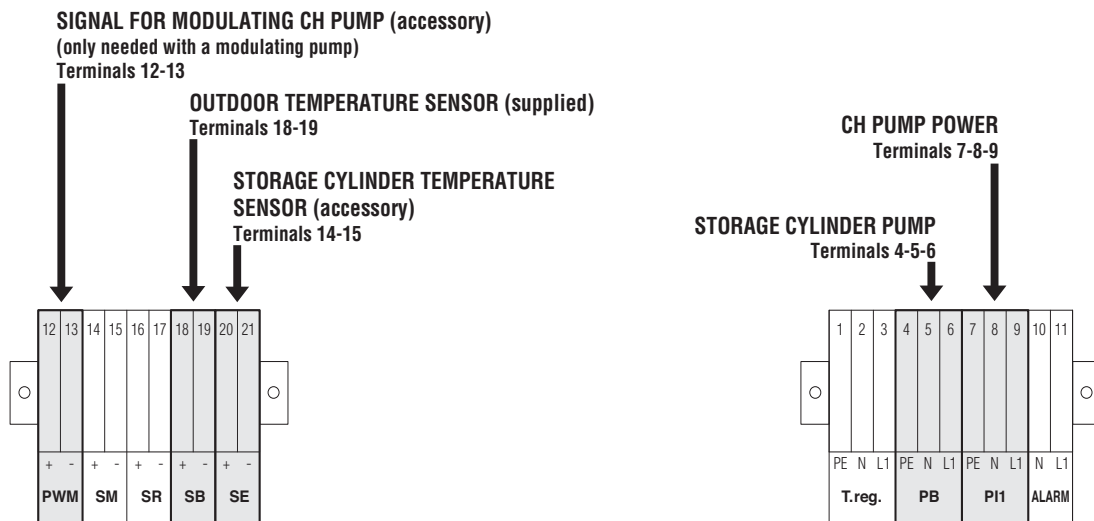 SIGNAL FOR MODULATING CH PUMP (accessory)
(only needed with a modulating pump)
Terminals 12-13
OUTDOOR TEMPERATURE SENSOR (supplied)
Terminals 18-19
STORAGE CYLINDER TEMPERATURE
SENSOR (accessory)
Terminals 14-15
CH PUMP POWER
Terminals 7-8-9
STORAGE CYLINDER PUMP
Terminals 4-5-6
12 13 14 15 16 17 18 19 20 21
+ - + - + - + - + -
PWM SM SR SB SE
1 2 3 4 5 6 7 8 9 10 11
PE N L1 PE N L1 PE N L1 N L1
T.reg. PB PI1 ALARM